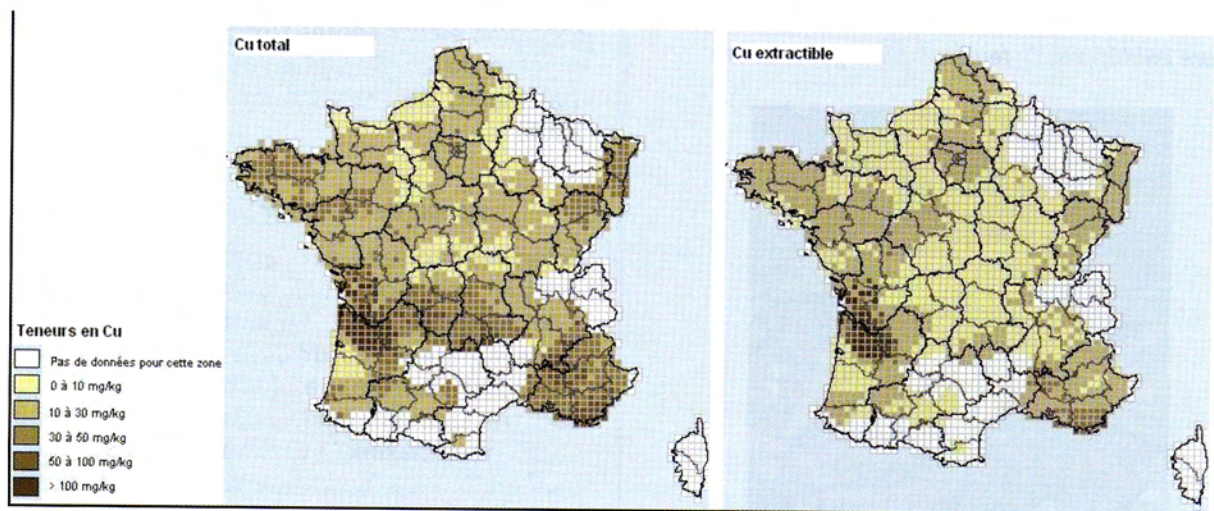 Cu total
Cu extractible
Teneurs en Cu
Pas de données pour cette zone
0 à 10 mg/kg
10 à 30 mg/kg
30 à 50 mg/kg
50 à 100 mg/kg
> 100 mg/kg